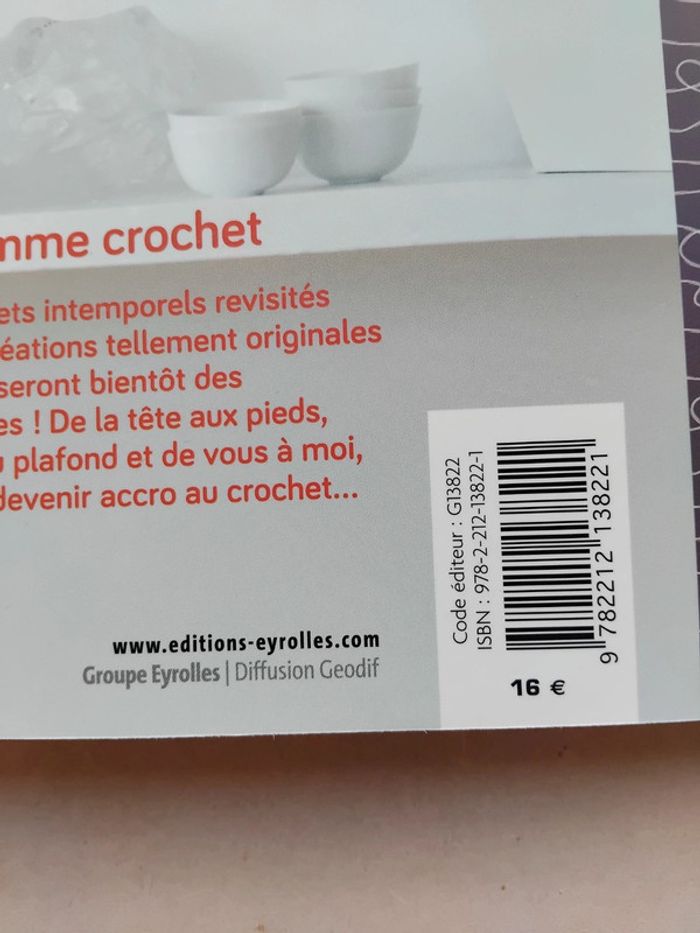 mme crochet
ets intemporels revisités
éations tellement originales
seront bientôt des
es ! De la tête aux pieds,
plafond et de vous à moi,
devenir accro au crochet...
www.editions-eyrolles.com
Groupe Eyrolles | Diffusion Geodif
Code éditeur : G13822
ISBN : 978-2-212-13822-1
9 782212 138221
16 €